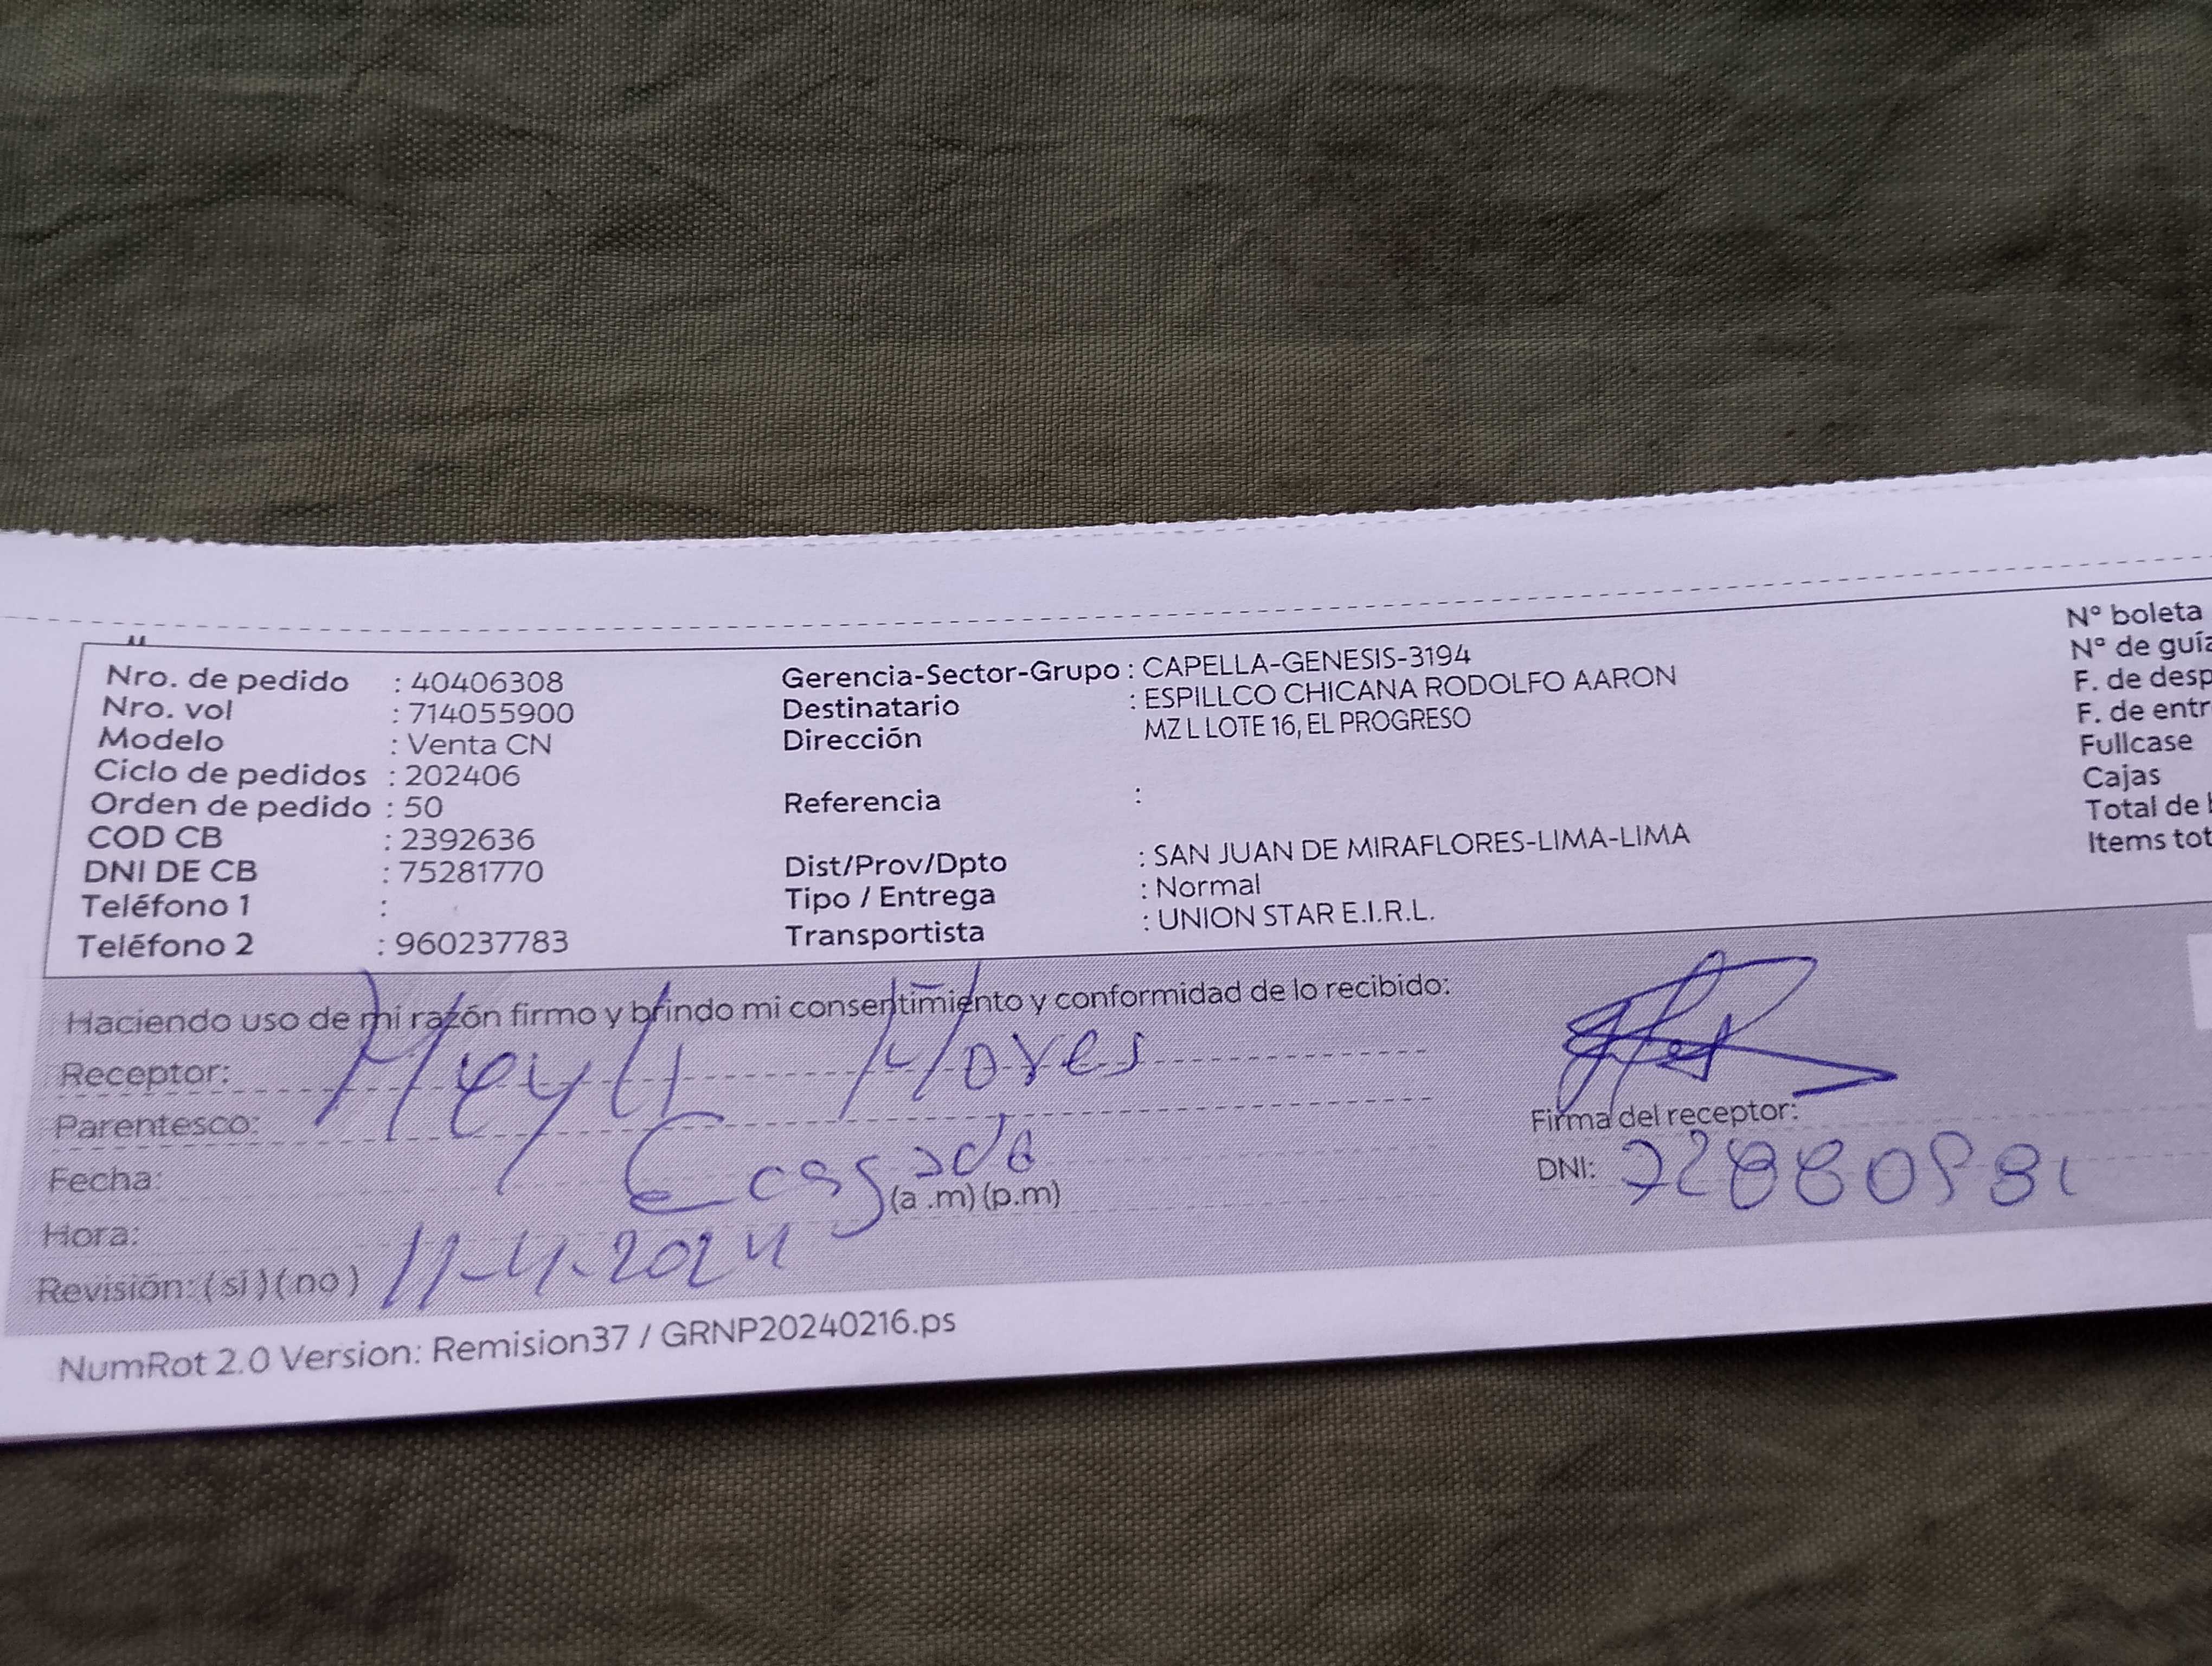 Nro. de pedido : 40406308
Nro. vol : 714055900
Modelo : Venta CN
Ciclo de pedidos : 202406
Orden de pedido : 50
COD CB : 2392636
DNI DE CB : 75281770
Teléfono 1 :
Teléfono 2 : 960237783
Gerencia-Sector-Grupo : CAPELLA-GENESIS-3194
Destinatario : ESPILLCO CHICANA RODOLFO AARON
Dirección MZ L LOTE 16, EL PROGRESO
Referencia :
Dist/Prov/Dpto : SAN JUAN DE MIRAFLORES-LIMA-LIMA
Tipo / Entrega : Normal
Transportista : UNION STAR E.I.R.L.
N° boleta
N° de guía
F. de desp
F. de entr
Fullcase
Cajas
Total de
Items tot
Haciendo uso de mi razón firmo y brindo mi consentimiento y conformidad de lo recibido:
Receptor:
Parentesco:
Fecha: (a .m) (p.m)
Hora:
Revisión: ( sí ) ( no ) 11-4-2024
Firma del receptor:
DNI:
NumRot 2.0 Version: Remision37 / GRNP20240216.ps